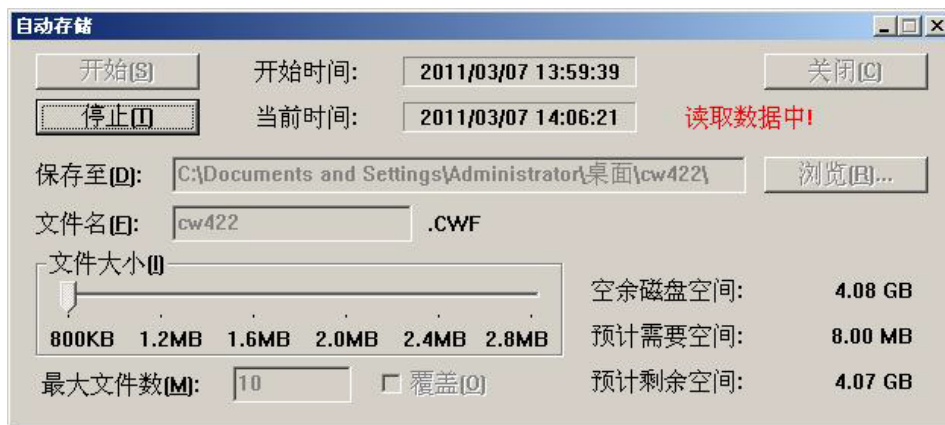 自动存储
开始(S) 开始时间: 2011/03/07 13:59:39 关闭(C)
停止(T) 当前时间: 2011/03/07 14:06:21 读取数据中!
保存至(D): C:\Documents and Settings\Administrator\桌面\cw422\ 浏览(R)...
文件名(F): cw422 .CWF
文件大小(I)
空余磁盘空间: 4.08 GB
800KB 1.2MB 1.6MB 2.0MB 2.4MB 2.8MB 预计需要空间: 8.00 MB
最大文件数(M): 10 覆盖(O) 预计剩余空间: 4.07 GB